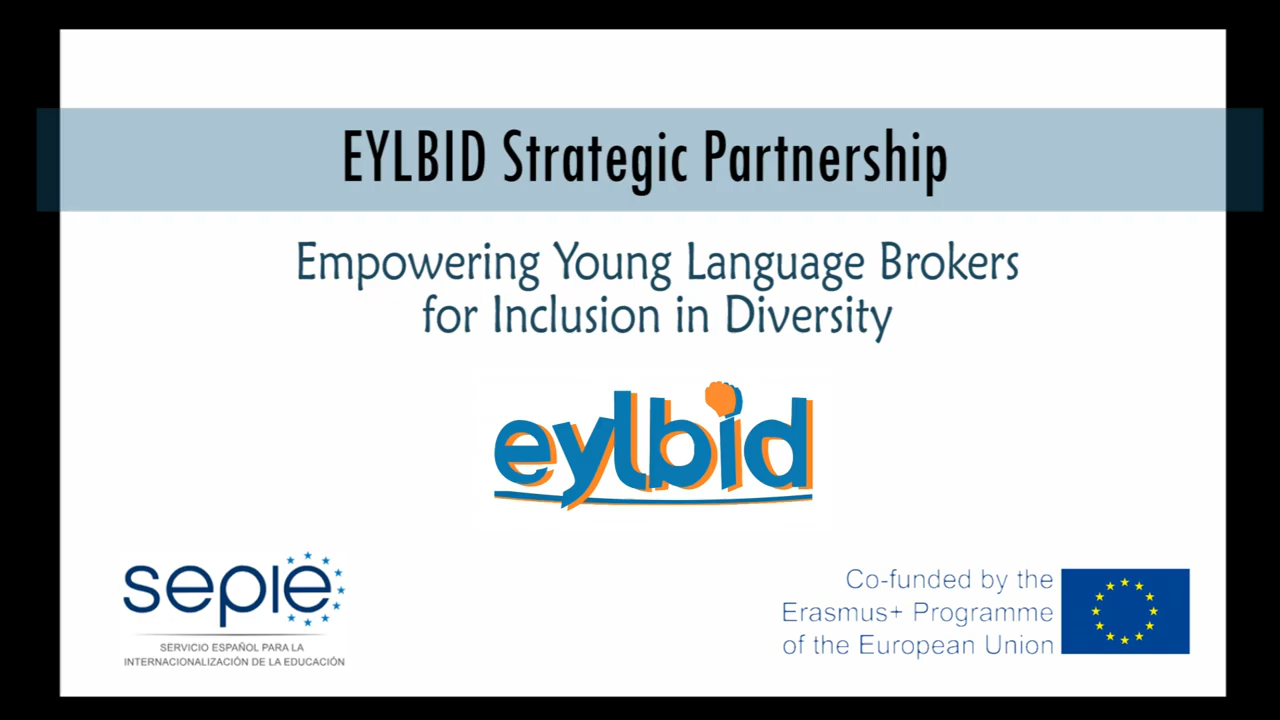 EYLBID Strategic Partnership
Empowering Young Language Brokers
for Inclusion in Diversity
eylbid
sepie
SERVICIO ESPAÑOL PARA LA
INTERNACIONALIZACIÓN DE LA EDUCACIÓN
Co-funded by the
Erasmus+ Programme
of the European Union